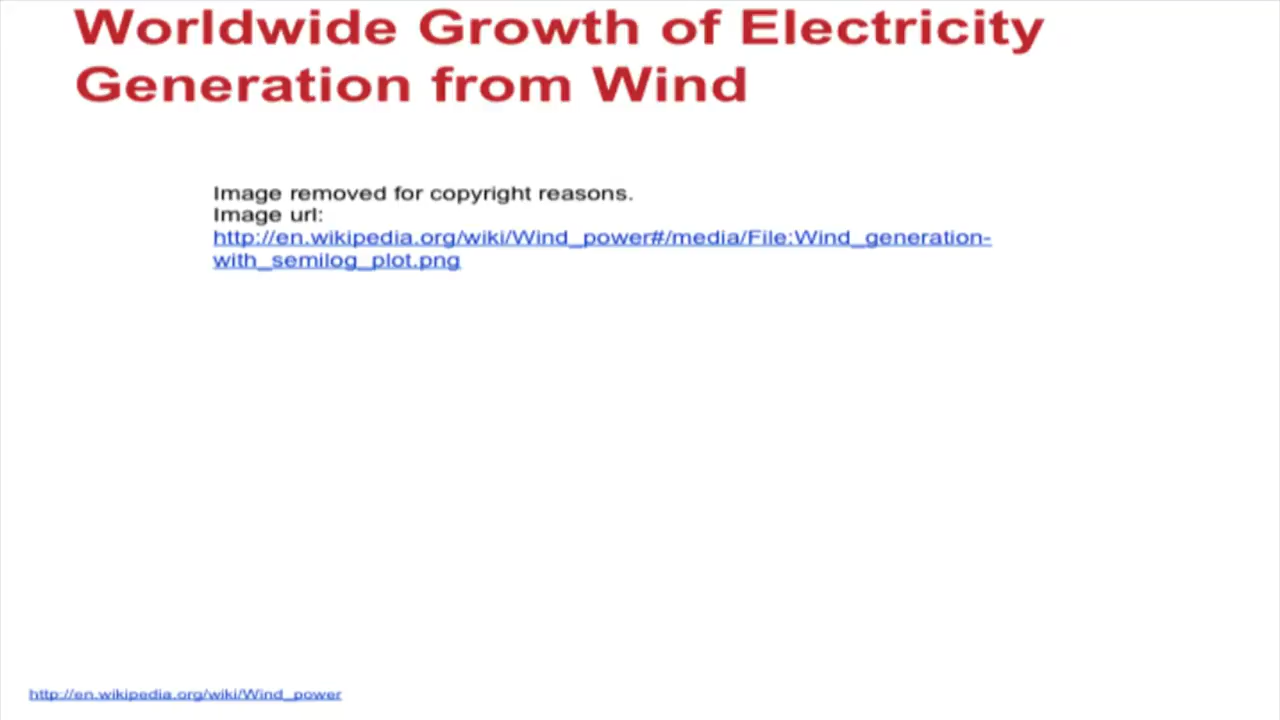 Worldwide Growth of Electricity
Generation from Wind
Image removed for copyright reasons.
Image url:
http://en.wikipedia.org/wiki/Wind_power#/media/File:Wind_generation-
with_semilog_plot.png
http://en.wikipedia.org/wiki/Wind_power